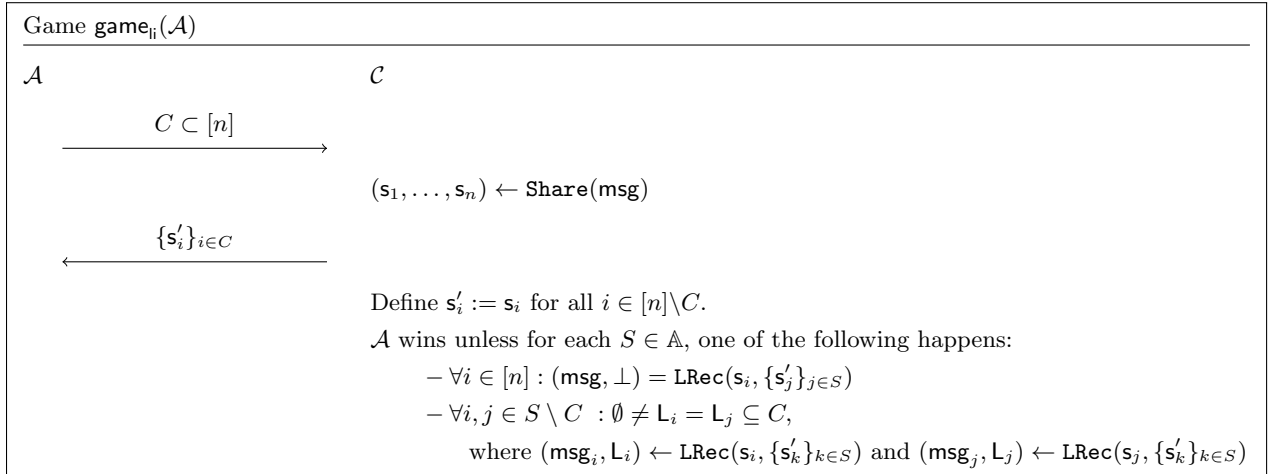 Game game_li(𝒜)
𝒜 𝒞
C ⊂ [n]
(s_1, . . . , s_n) ← Share(msg)
{s′_i}_{i∈C}
Define s′_i := s_i for all i ∈ [n]\C.
𝒜 wins unless for each S ∈ 𝔸, one of the following happens:
− ∀i ∈ [n] : (msg, ⊥) = LRec(s_i, {s′_j}_{j∈S})
− ∀i, j ∈ S \ C : ∅ ≠ L_i = L_j ⊆ C,
where (msg_i, L_i) ← LRec(s_i, {s′_k}_{k∈S}) and (msg_j, L_j) ← LRec(s_j, {s′_k}_{k∈S})